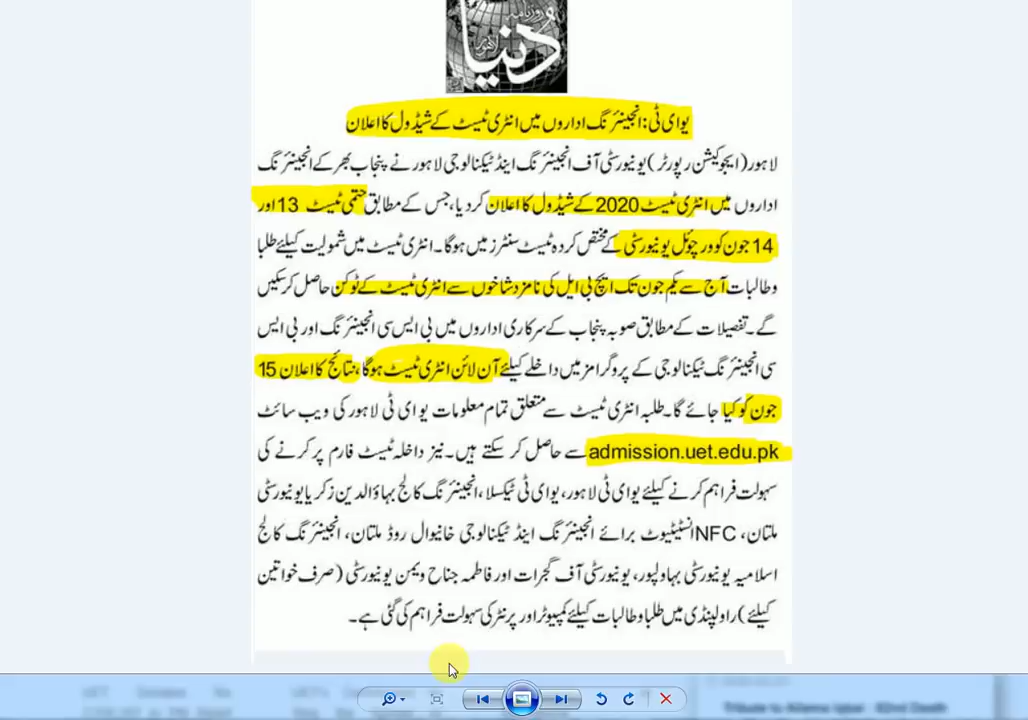 روزنامہ
دُنیا
لاہور
یو ای ٹی: انجینئرنگ اداروں میں انٹری ٹیسٹ کے شیڈول کا اعلان
لاہور (ایجوکیشن رپورٹر) یونیورسٹی آف انجینئرنگ اینڈ ٹیکنالوجی لاہور نے پنجاب بھر کے انجینئرنگ
اداروں میں انٹری ٹیسٹ 2020 کے شیڈول کا اعلان کر دیا، جس کے مطابق حتمی ٹیسٹ 13 اور
14 جون کو ورچوئل یونیورسٹی کے مختص کردہ ٹیسٹ سنٹرز میں ہوگا۔ انٹری ٹیسٹ میں شمولیت کیلئے طلبا
و طالبات آج سے یکم جون تک ایچ بی ایل کی نامزد شاخوں سے انٹری ٹیسٹ کے ٹوکن حاصل کر سکیں
گے۔ تفصیلات کے مطابق صوبہ پنجاب کے سرکاری اداروں میں بی ایس سی انجینئرنگ اور بی ایس
سی انجینئرنگ ٹیکنالوجی کے پروگرامز میں داخلے کیلئے آن لائن انٹری ٹیسٹ ہوگا، نتائج کا اعلان 15
جون کو کیا جائے گا۔ طلبہ انٹری ٹیسٹ سے متعلق تمام معلومات یو ای ٹی لاہور کی ویب سائٹ
admission.uet.edu.pk سے حاصل کر سکتے ہیں۔ نیز داخلہ ٹیسٹ فارم پر کرنے کی
سہولت فراہم کرنے کیلئے یو ای ٹی لاہور، یو ای ٹی ٹیکسلا، انجینئرنگ کالج بہاؤالدین زکریا یونیورسٹی
ملتان، NFC انسٹیٹیوٹ برائے انجینئرنگ اینڈ ٹیکنالوجی خانیوال روڈ ملتان، انجینئرنگ کالج
اسلامیہ یونیورسٹی بہاولپور، یونیورسٹی آف گجرات اور فاطمہ جناح ویمن یونیورسٹی (صرف خواتین
کیلئے) راولپنڈی میں طلبا و طالبات کیلئے کمپیوٹر اور پرنٹر کی سہولت فراہم کی گئی ہے۔
Tribute to Allama Iqbal : 82nd Death